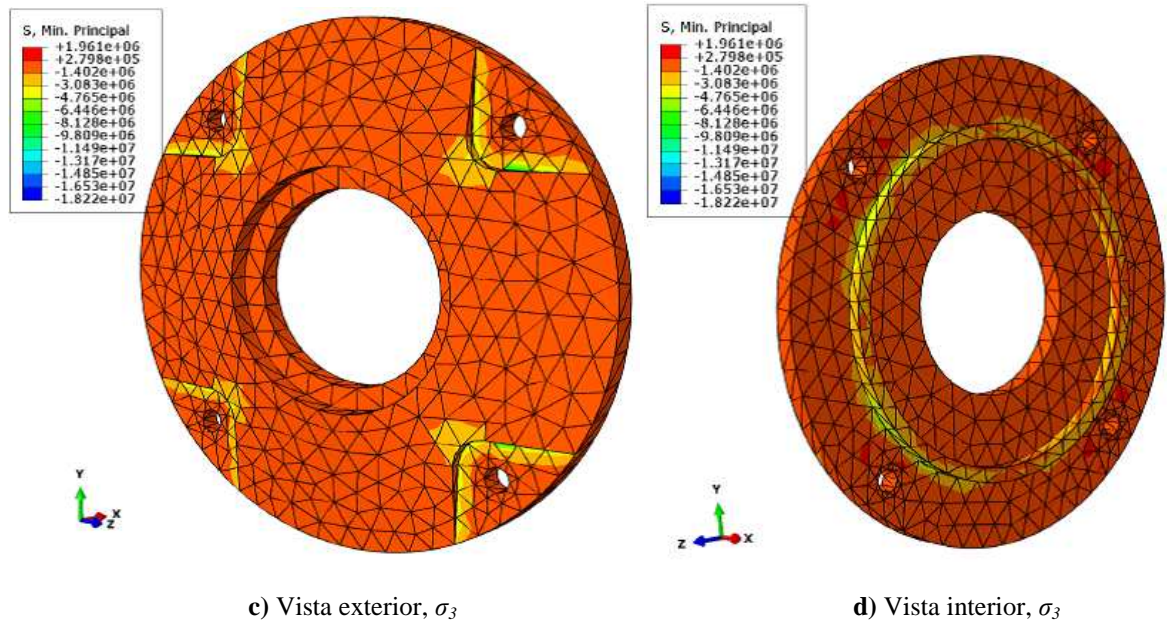 S, Min. Principal
+1.961e+06
+2.798e+05
-1.402e+06
-3.083e+06
-4.765e+06
-6.446e+06
-8.128e+06
-9.809e+06
-1.149e+07
-1.317e+07
-1.485e+07
-1.653e+07
-1.822e+07
Y
X
Z
S, Min. Principal
+1.961e+06
+2.798e+05
-1.402e+06
-3.083e+06
-4.765e+06
-6.446e+06
-8.128e+06
-9.809e+06
-1.149e+07
-1.317e+07
-1.485e+07
-1.653e+07
-1.822e+07
Y
Z X
c) Vista exterior, σ3
d) Vista interior, σ3